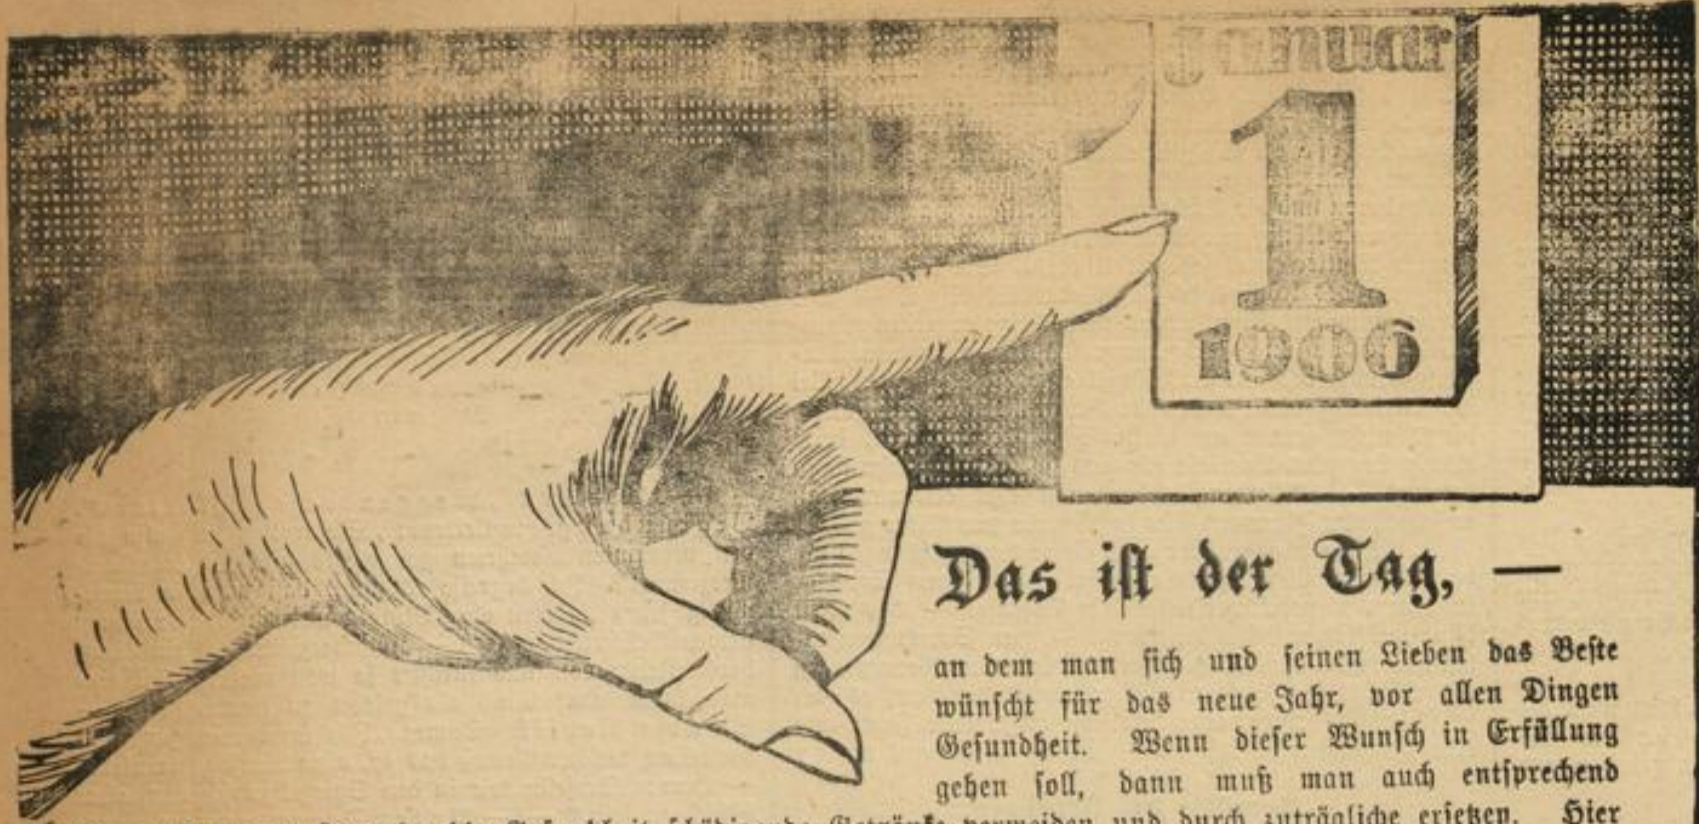 Januar
1
1906
Das ist der Tag, —
an dem man sich und seinen Lieben das Beste
wünscht für das neue Jahr, vor allen Dingen
Gesundheit. Wenn dieser Wunsch in Erfüllung
gehen soll, dann muß man auch entsprechend
Getränke vermeiden und durch zuträgliche ersetzen. Hier